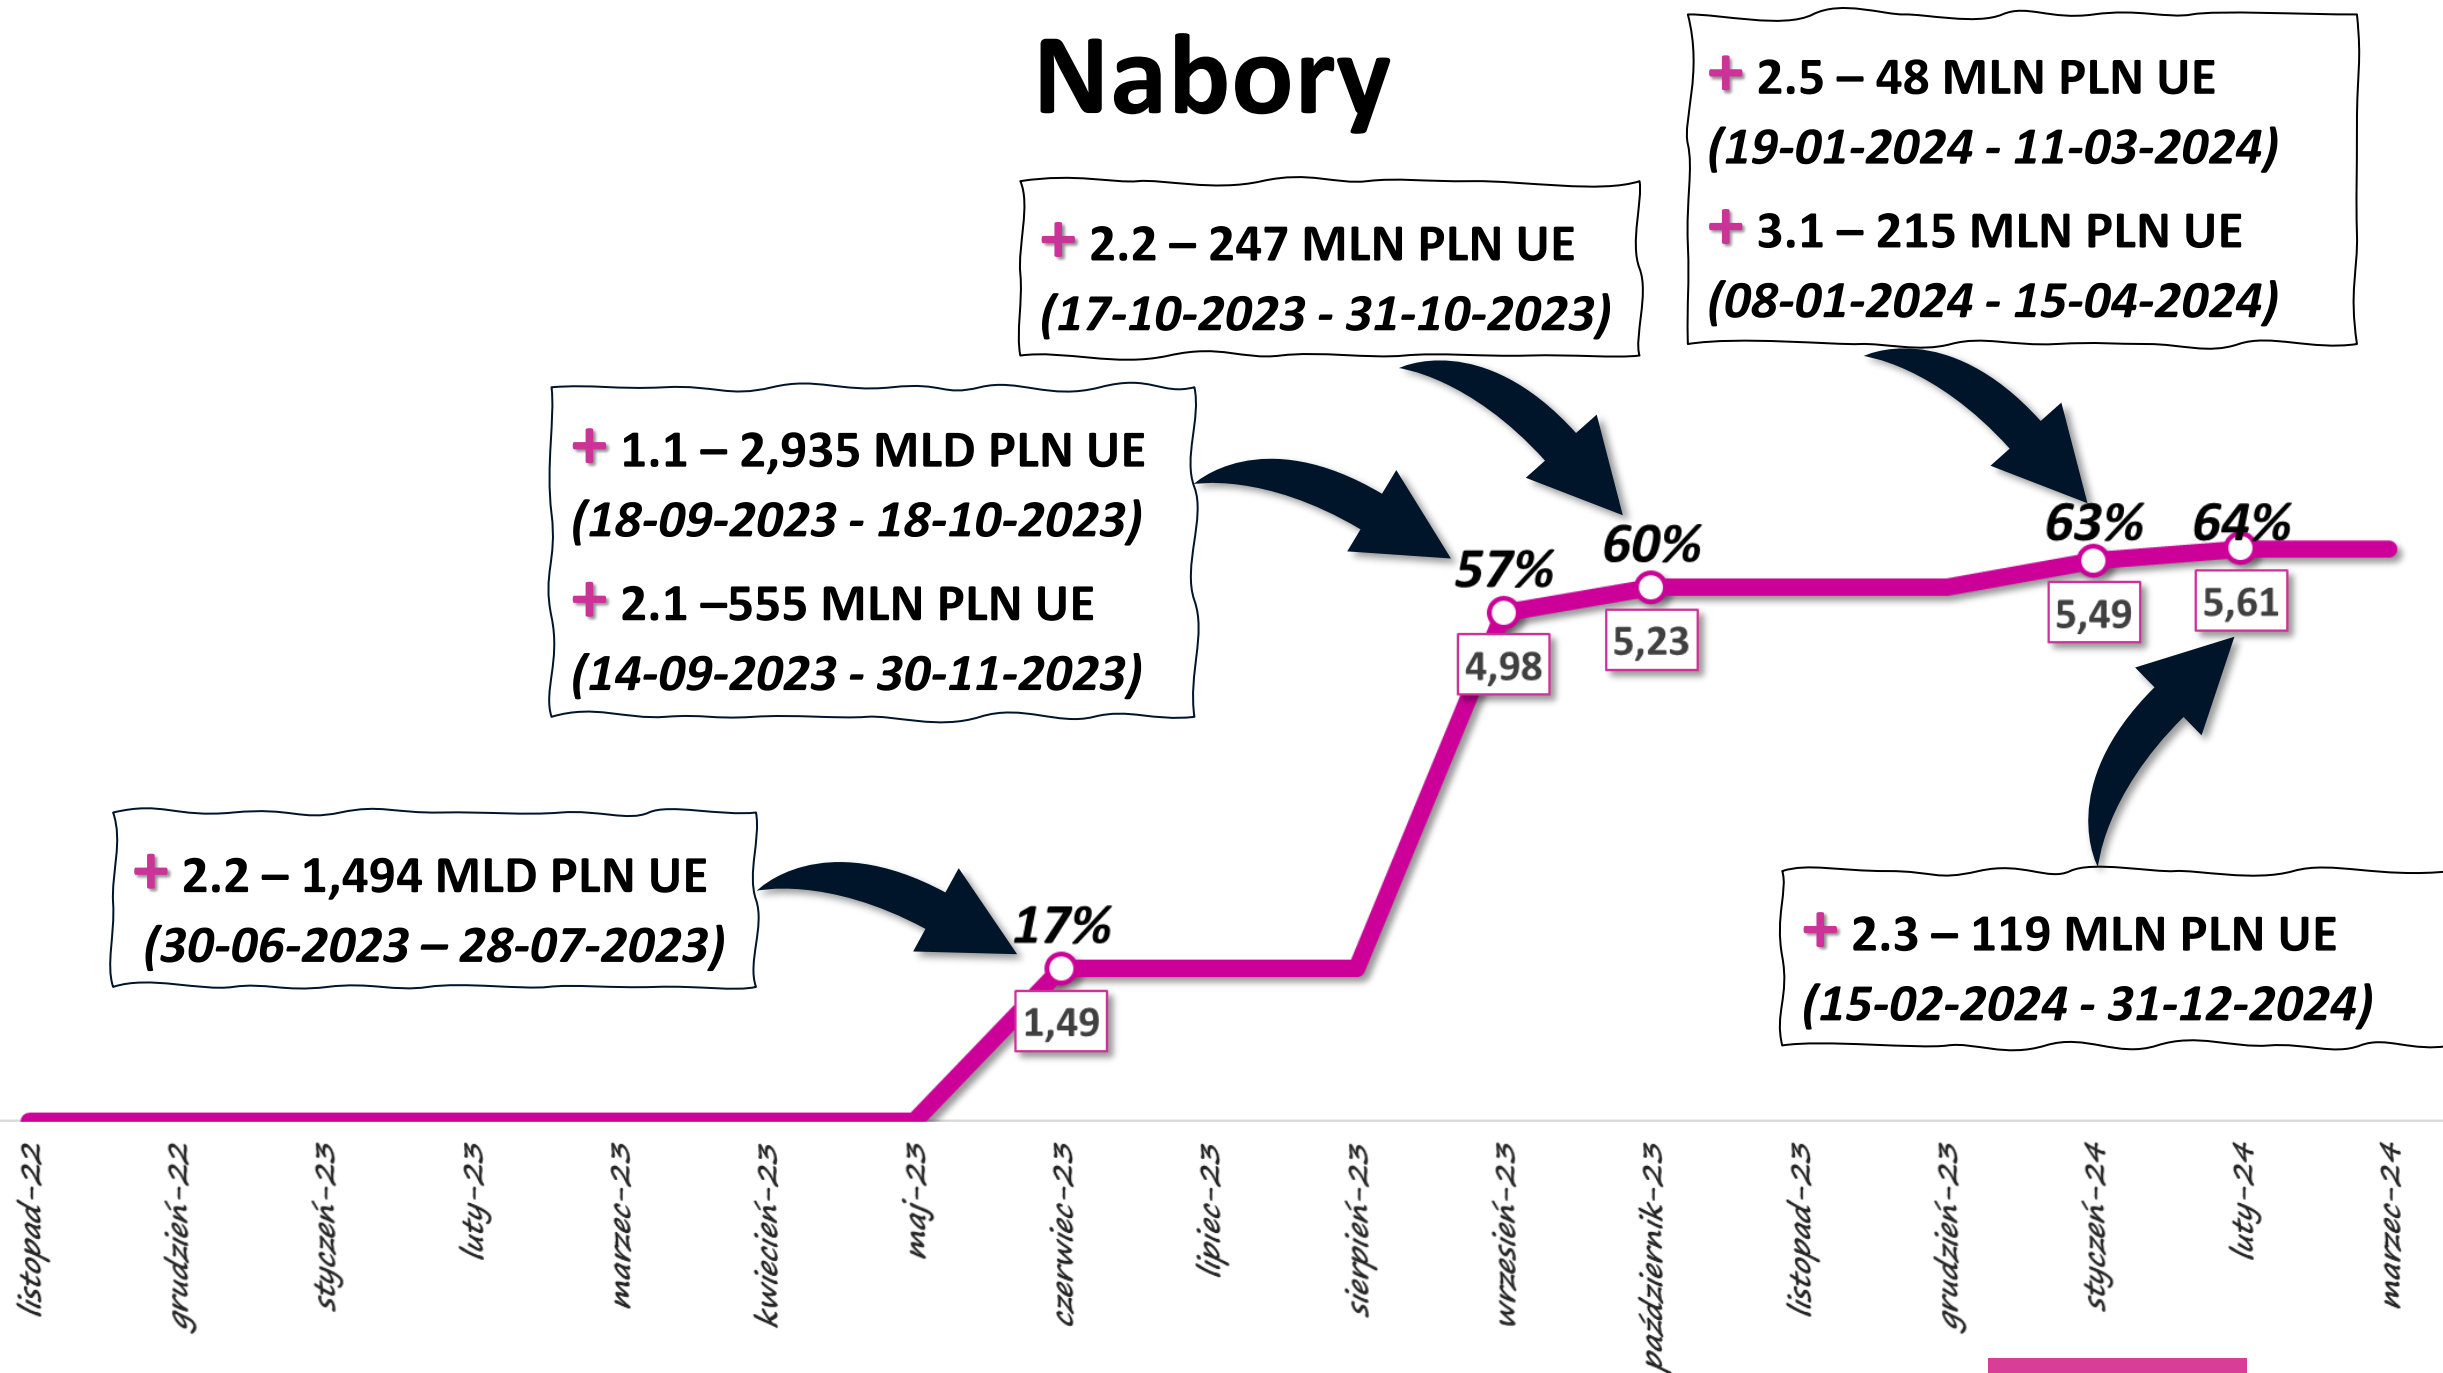 Nabory
+ 2.5 – 48 MLN PLN UE
(19-01-2024 - 11-03-2024)
+ 3.1 – 215 MLN PLN UE
(08-01-2024 - 15-04-2024)
+ 2.2 – 247 MLN PLN UE
(17-10-2023 - 31-10-2023)
+ 1.1 – 2,935 MLD PLN UE
(18-09-2023 - 18-10-2023)
+ 2.1 –555 MLN PLN UE
(14-09-2023 - 30-11-2023)
+ 2.2 – 1,494 MLD PLN UE
(30-06-2023 – 28-07-2023)
+ 2.3 – 119 MLN PLN UE
(15-02-2024 - 31-12-2024)
17%
57%
60%
63%
64%
1,49
4,98
5,23
5,49
5,61
listopad-22
grudzień-22
styczeń-23
luty-23
marzec-23
kwiecień-23
maj-23
czerwiec-23
lipiec-23
sierpień-23
wrzesień-23
październik-23
listopad-23
grudzień-23
styczeń-24
luty-24
marzec-24